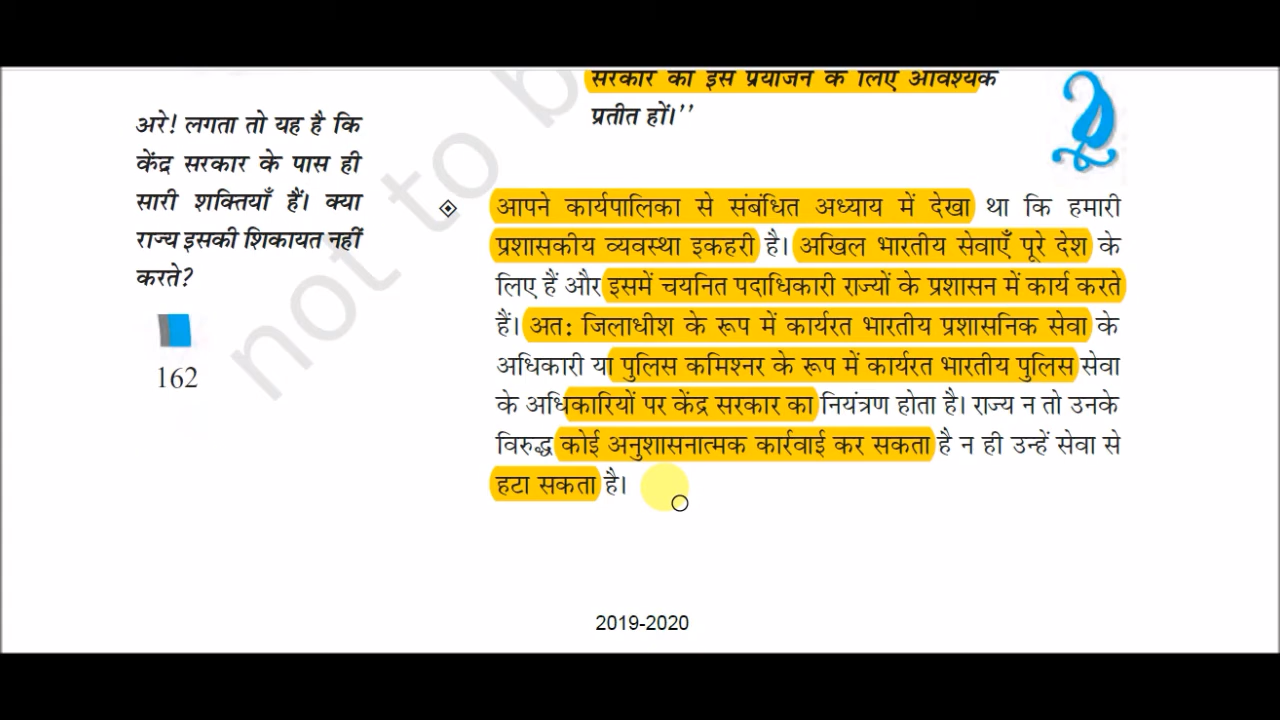 अरे! लगता तो यह है कि
केंद्र सरकार के पास ही
सारी शक्तियाँ हैं। क्या
राज्य इसकी शिकायत नहीं
करते?
162
सरकार को इस प्रयोजन के लिए आवश्यक
प्रतीत हों।’’
आपने कार्यपालिका से संबंधित अध्याय में देखा था कि हमारी
प्रशासकीय व्यवस्था इकहरी है। अखिल भारतीय सेवाएँ पूरे देश के
लिए हैं और इसमें चयनित पदाधिकारी राज्यों के प्रशासन में कार्य करते
हैं। अत: जिलाधीश के रूप में कार्यरत भारतीय प्रशासनिक सेवा के
अधिकारी या पुलिस कमिश्नर के रूप में कार्यरत भारतीय पुलिस सेवा
के अधिकारियों पर केंद्र सरकार का नियंत्रण होता है। राज्य न तो उनके
विरुद्ध कोई अनुशासनात्मक कार्रवाई कर सकता है न ही उन्हें सेवा से
हटा सकता है।
not to b
2019-2020